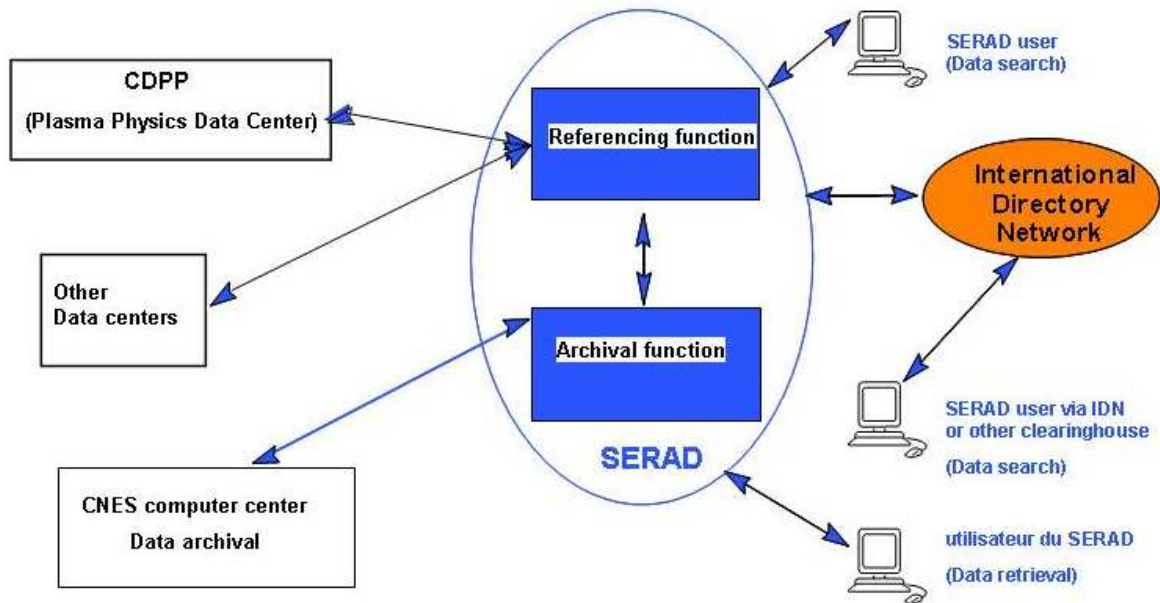 CDPP
(Plasma Physics Data Center)
Other
Data centers
CNES computer center
Data archival
Referencing function
Archival function
SERAD
SERAD user
(Data search)
International
Directory
Network
SERAD user via IDN
or other clearinghouse
(Data search)
utilisateur du SERAD
(Data retrieval)